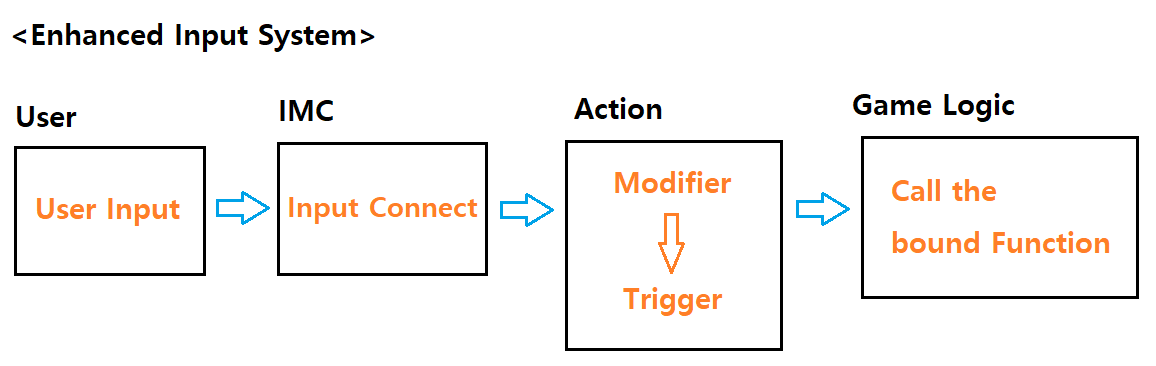 <Enhanced Input System>
User
User Input
IMC
Input Connect
Action
Modifier
Trigger
Game Logic
Call the
bound Function